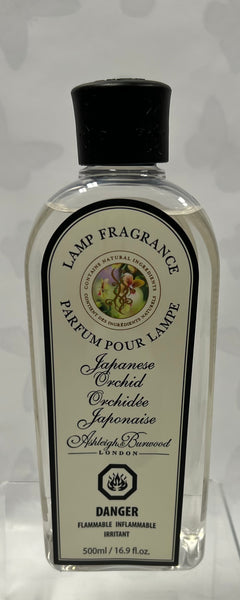 LAMP FRAGRANCE
CONTAINS NATURAL INGREDIENTS
CONTIENT DES INGRÉDIENTS NATURELS
PARFUM POUR LAMPE
Japanese
Orchid
Orchidée
Japonaise
Ashleigh&Burwood
LONDON
DANGER
FLAMMABLE INFLAMMABLE
IRRITANT
500ml / 16.9 fl.oz.